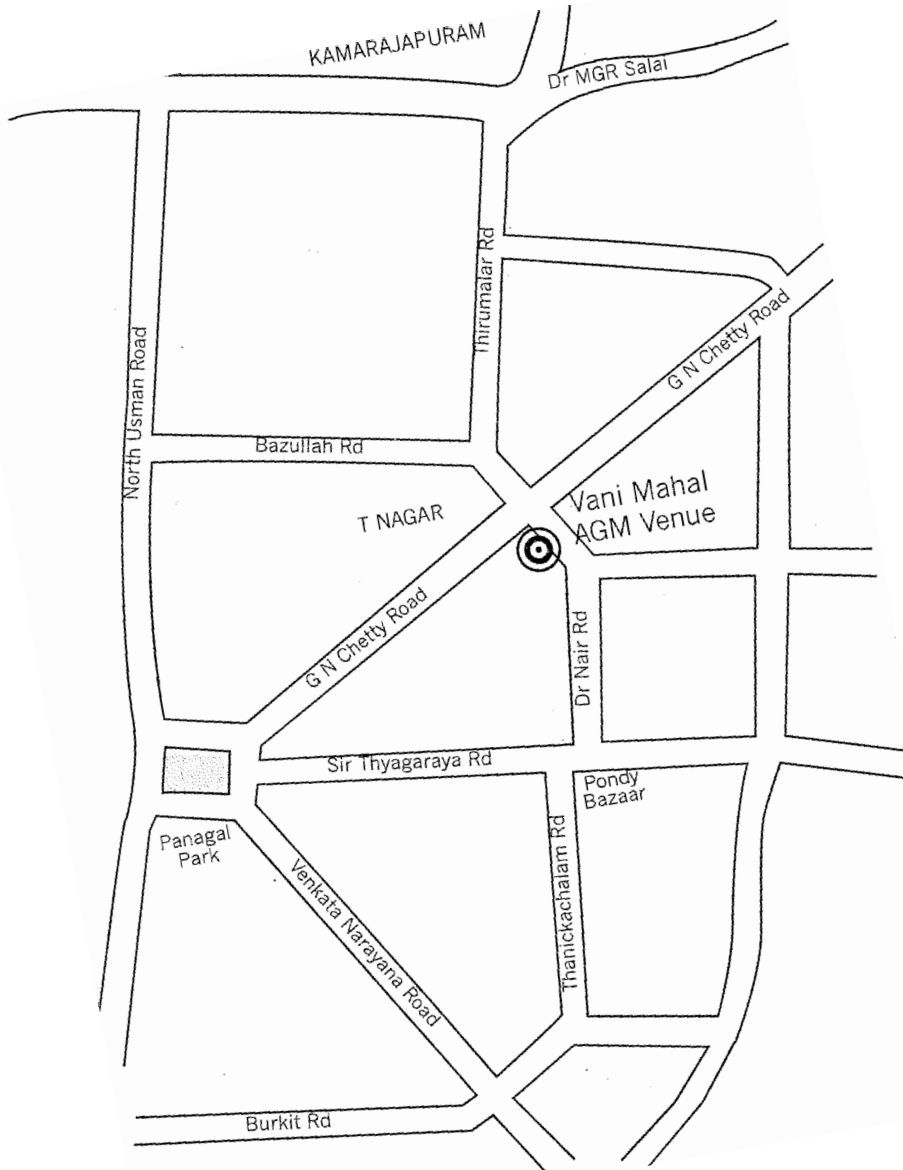 KAMARAJAPURAM
Dr MGR Salai
Thirumalar Rd
G N Chetty Road
North Usman Road
Bazullah Rd
Vani Mahal
AGM Venue
T NAGAR
G N Chetty Road
Dr Nair Rd
Sir Thyagaraya Rd
Pondy
Bazaar
Panagal
Park
Thanickachalam Rd
Venkata Narayana Road
Burkit Rd